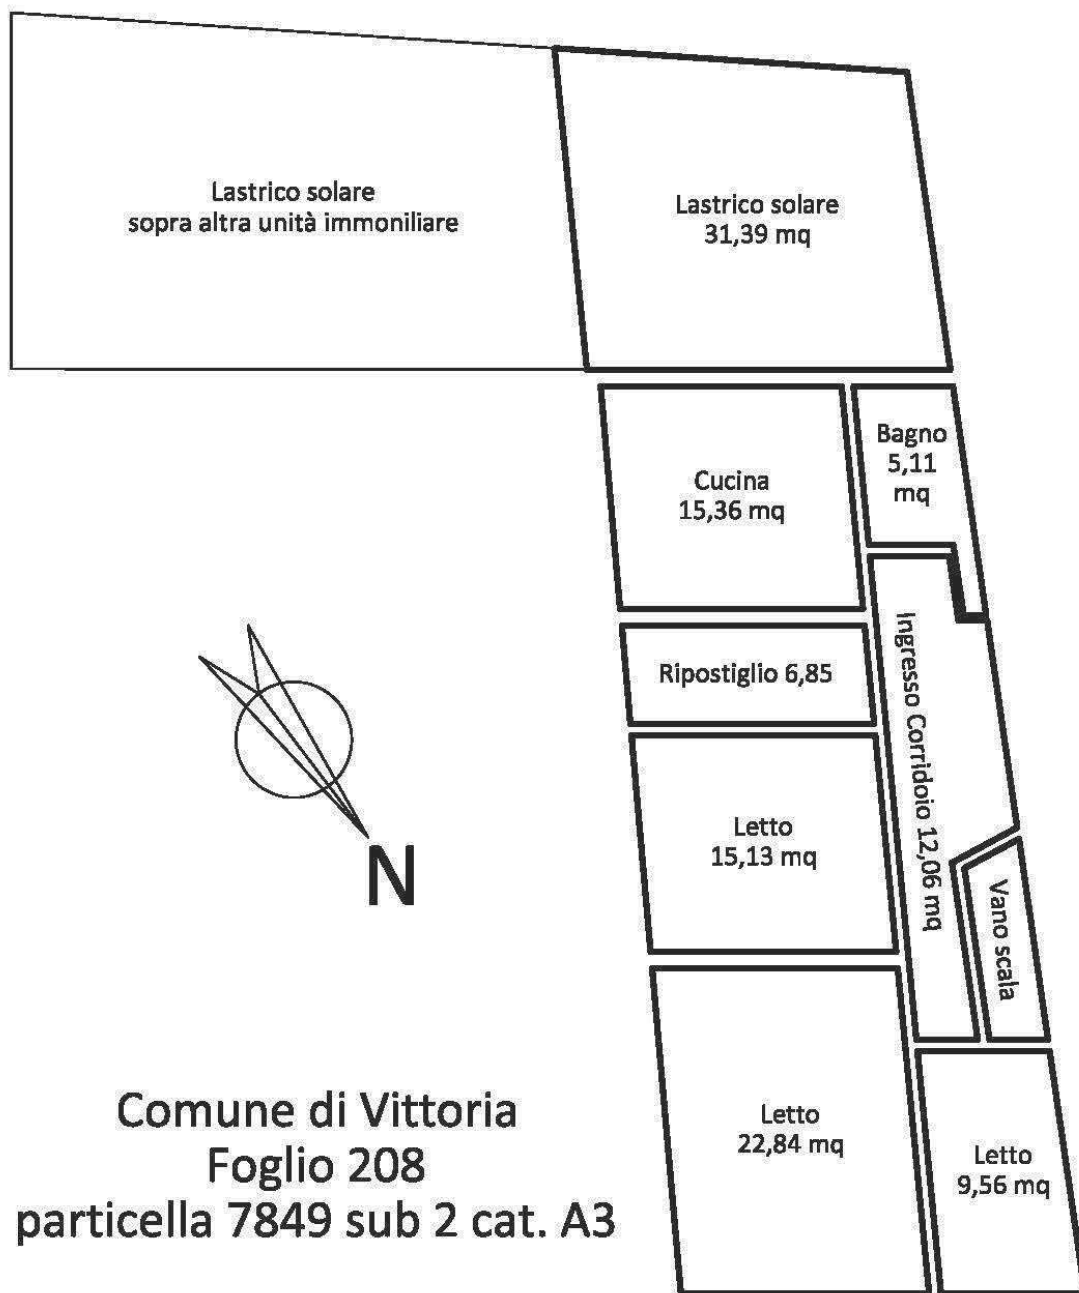 Lastrico solare
sopra altra unità immoniliare
Lastrico solare
31,39 mq
Cucina
15,36 mq
Bagno
5,11
mq
Ripostiglio 6,85
Ingresso Corridoio 12,06 mq
Letto
15,13 mq
Vano scala
N
Letto
22,84 mq
Letto
9,56 mq
Comune di Vittoria
Foglio 208
particella 7849 sub 2 cat. A3